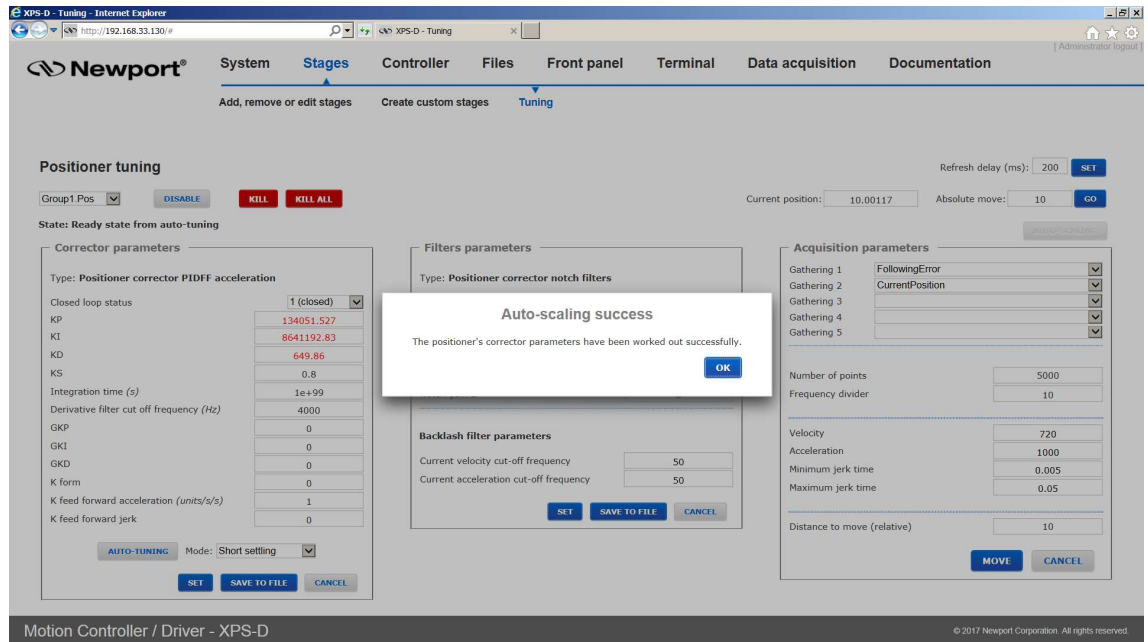 XPS-D - Tuning - Internet Explorer
http://192.168.33.130/#
XPS-D - Tuning
[ Administrator logout ]
Newport®
System Stages Controller Files Front panel Terminal Data acquisition Documentation
Add, remove or edit stages Create custom stages Tuning
Positioner tuning
Refresh delay (ms): 200 SET
Group1.Pos DISABLE KILL KILL ALL
Current position: 10.00117 Absolute move: 10 GO
State: Ready state from auto-tuning
Corrector parameters
Type: Positioner corrector PIDFF acceleration
Closed loop status 1 (closed)
KP 134051.527
KI 8641192.83
KD 649.86
KS 0.8
Integration time (s) 1e+99
Derivative filter cut off frequency (Hz) 4000
GKP 0
GKI 0
GKD 0
K form 0
K feed forward acceleration (units/s/s) 1
K feed forward jerk 0
AUTO-TUNING Mode: Short settling
SET SAVE TO FILE CANCEL
Filters parameters
Type: Positioner corrector notch filters
Auto-scaling success
The positioner's corrector parameters have been worked out successfully.
OK
Backlash filter parameters
Current velocity cut-off frequency 50
Current acceleration cut-off frequency 50
SET SAVE TO FILE CANCEL
Acquisition parameters
Gathering 1 FollowingError
Gathering 2 CurrentPosition
Gathering 3
Gathering 4
Gathering 5
Number of points 5000
Frequency divider 10
Velocity 720
Acceleration 1000
Minimum jerk time 0.005
Maximum jerk time 0.05
Distance to move (relative) 10
MOVE CANCEL
Motion Controller / Driver - XPS-D
© 2017 Newport Corporation. All rights reserved.